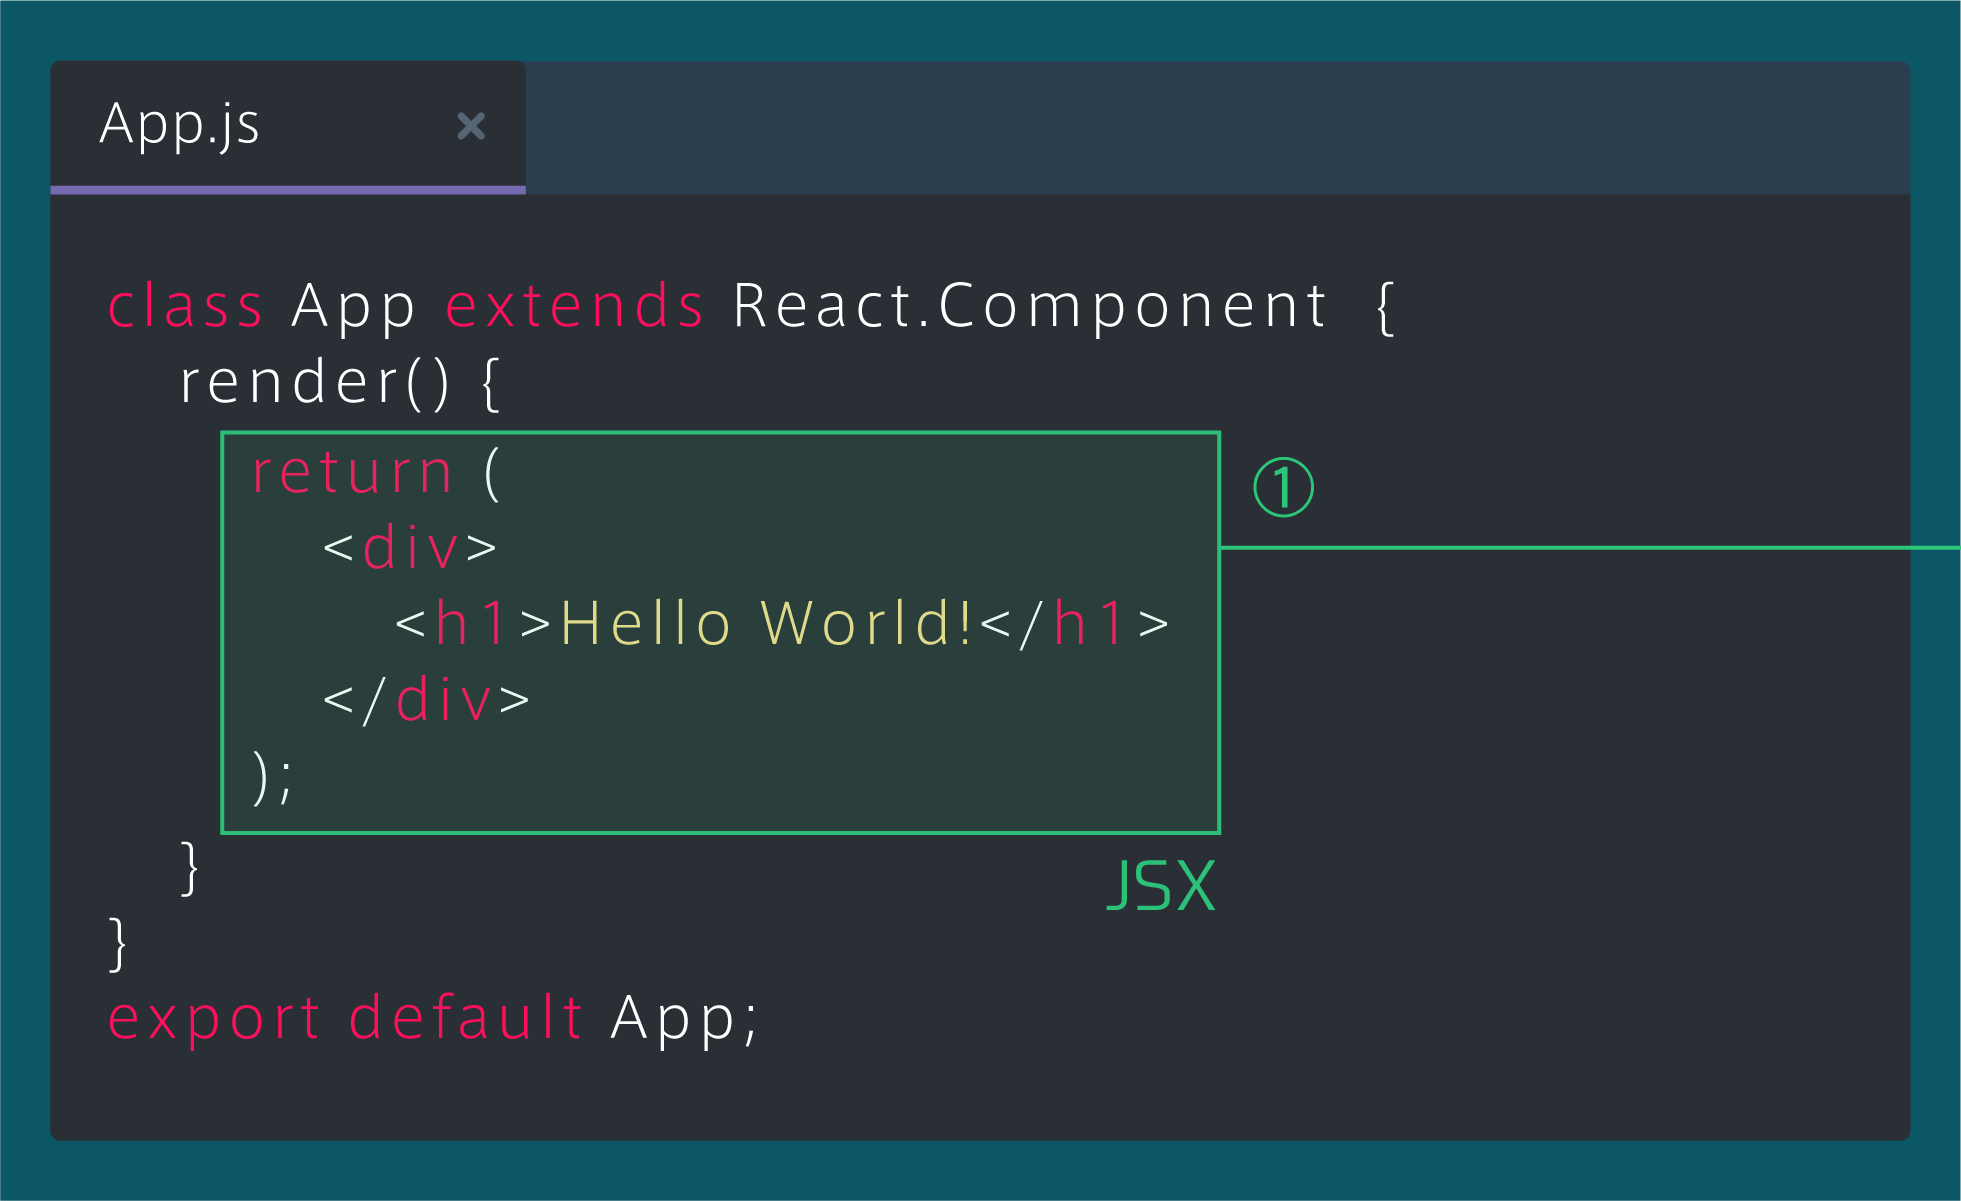 App.js ×
class App extends React.Component {
render() {
return (
<div>
<h1>Hello World!</h1>
</div>
);
①
}
JSX
}
export default App;